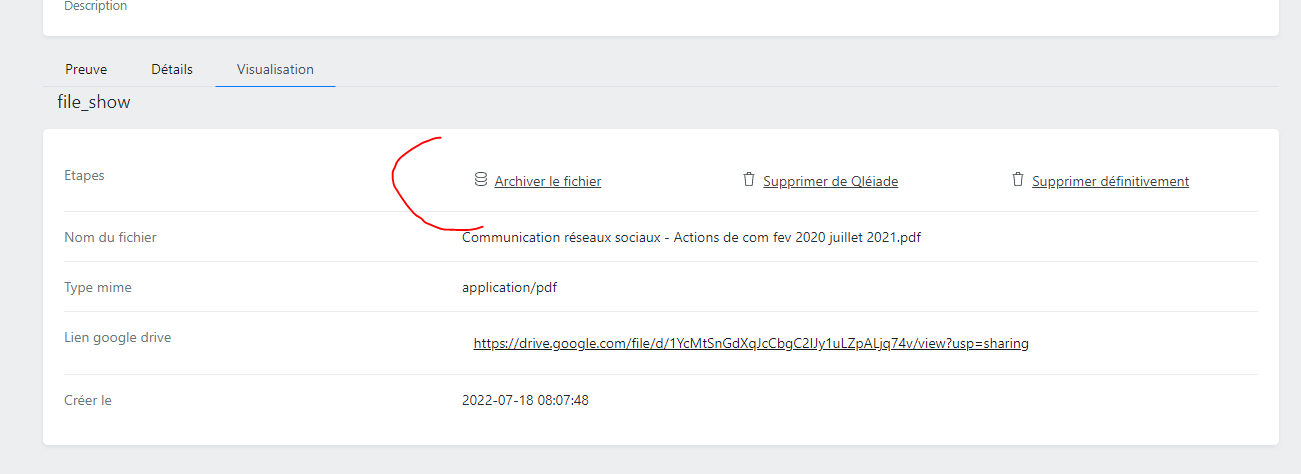 Description
Preuve Détails Visualisation
file_show
Etapes Archiver le fichier Supprimer de Qléiade Supprimer définitivement
Nom du fichier Communication réseaux sociaux - Actions de com fev 2020 juillet 2021.pdf
Type mime application/pdf
Lien google drive https://drive.google.com/file/d/1YcMtSnGdXqJcCbgC2IJy1uLZpALjq74v/view?usp=sharing
Créer le 2022-07-18 08:07:48